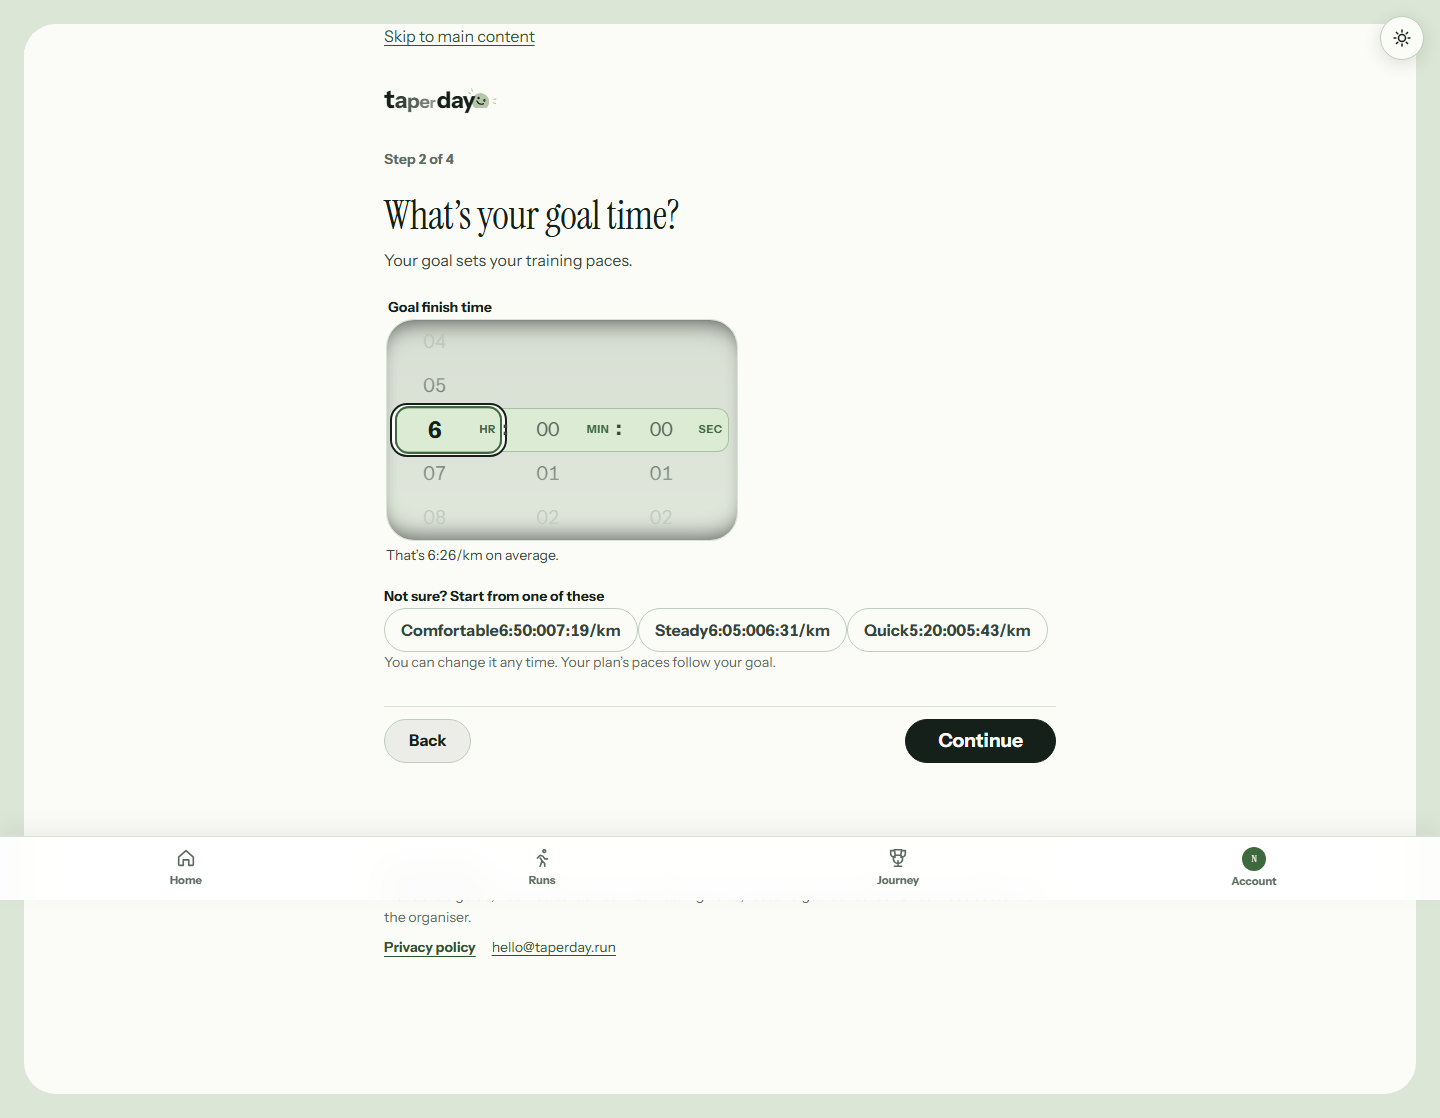 Skip to main content
taperday
Step 2 of 4
What's your goal time?
Your goal sets your training paces.
Goal finish time
04
05
6 HR : 00 MIN : 00 SEC
07 01 01
08 02 02
That's 6:26/km on average.
Not sure? Start from one of these
Comfortable6:50:007:19/km Steady6:05:006:31/km Quick5:20:005:43/km
You can change it any time. Your plan's paces follow your goal.
Back Continue
Home Runs Journey N Account
the organiser.
Privacy policy hello@taperday.run